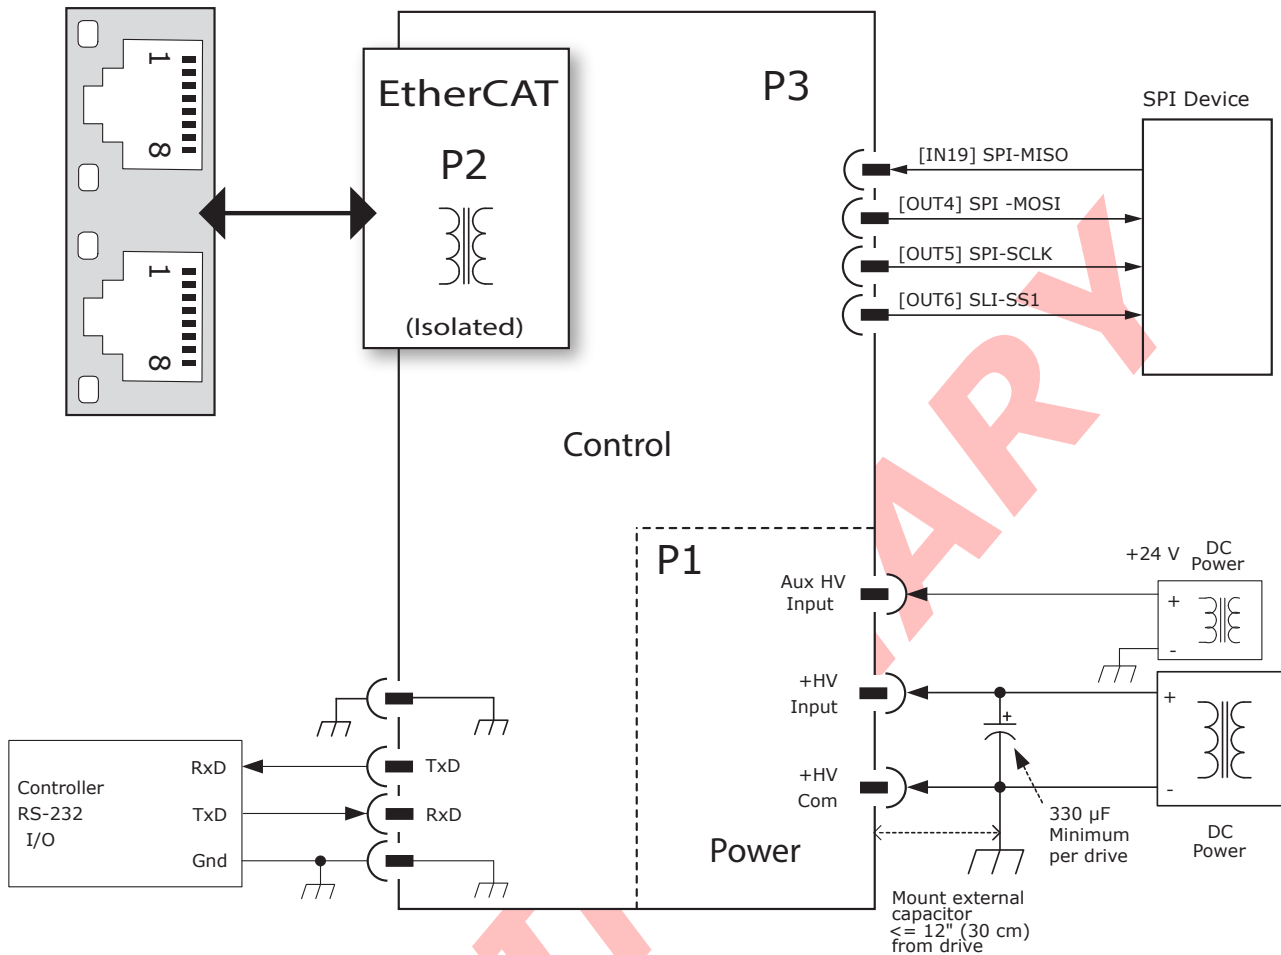 1
8
1
8
EtherCAT
P2
(Isolated)
P3
SPI Device
[IN19] SPI-MISO
[OUT4] SPI -MOSI
[OUT5] SPI-SCLK
[OUT6] SLI-SS1
Control
P1
Aux HV
Input
+24 V
DC
Power
+
-
+HV
Input
+
+
-
+HV
Com
DC
Power
330 µF
Minimum
per drive
Power
Mount external
capacitor
<= 12" (30 cm)
from drive
Controller
RS-232
I/O
RxD
TxD
Gnd
TxD
RxD
ARY